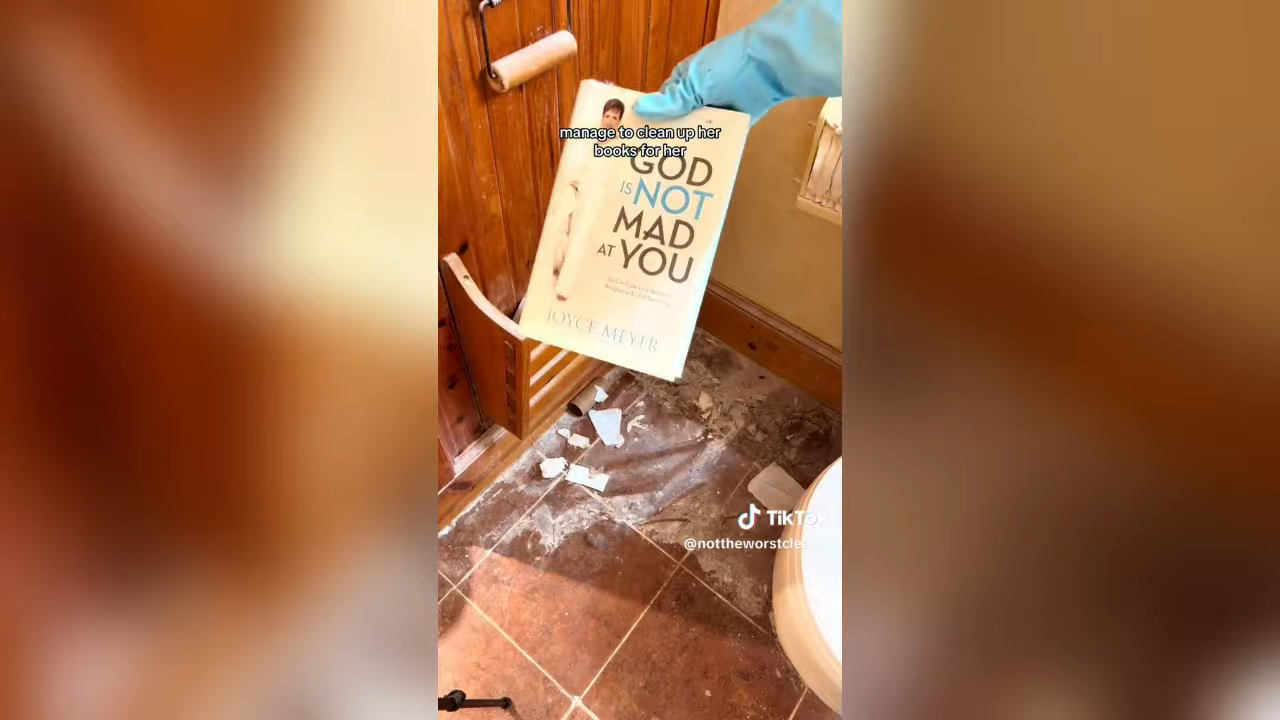 manage to clean up her
books for her
GOD
IS NOT
MAD
AT YOU
JOYCE MEYER
TikTok
@nottheworstclea